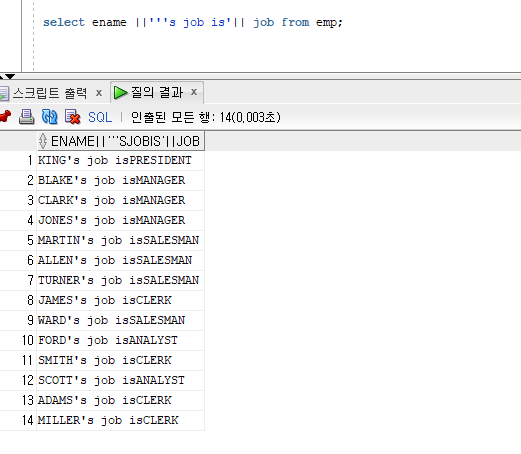 select ename ||'''s job is'|| job from emp;
스크립트 출력 x 질의 결과 x
SQL | 인출된 모든 행: 14(0,003초)
ENAME||'''SJOBIS'||JOB
1 KING's job isPRESIDENT
2 BLAKE's job isMANAGER
3 CLARK's job isMANAGER
4 JONES's job isMANAGER
5 MARTIN's job isSALESMAN
6 ALLEN's job isSALESMAN
7 TURNER's job isSALESMAN
8 JAMES's job isCLERK
9 WARD's job isSALESMAN
10 FORD's job isANALYST
11 SMITH's job isCLERK
12 SCOTT's job isANALYST
13 ADAMS's job isCLERK
14 MILLER's job isCLERK